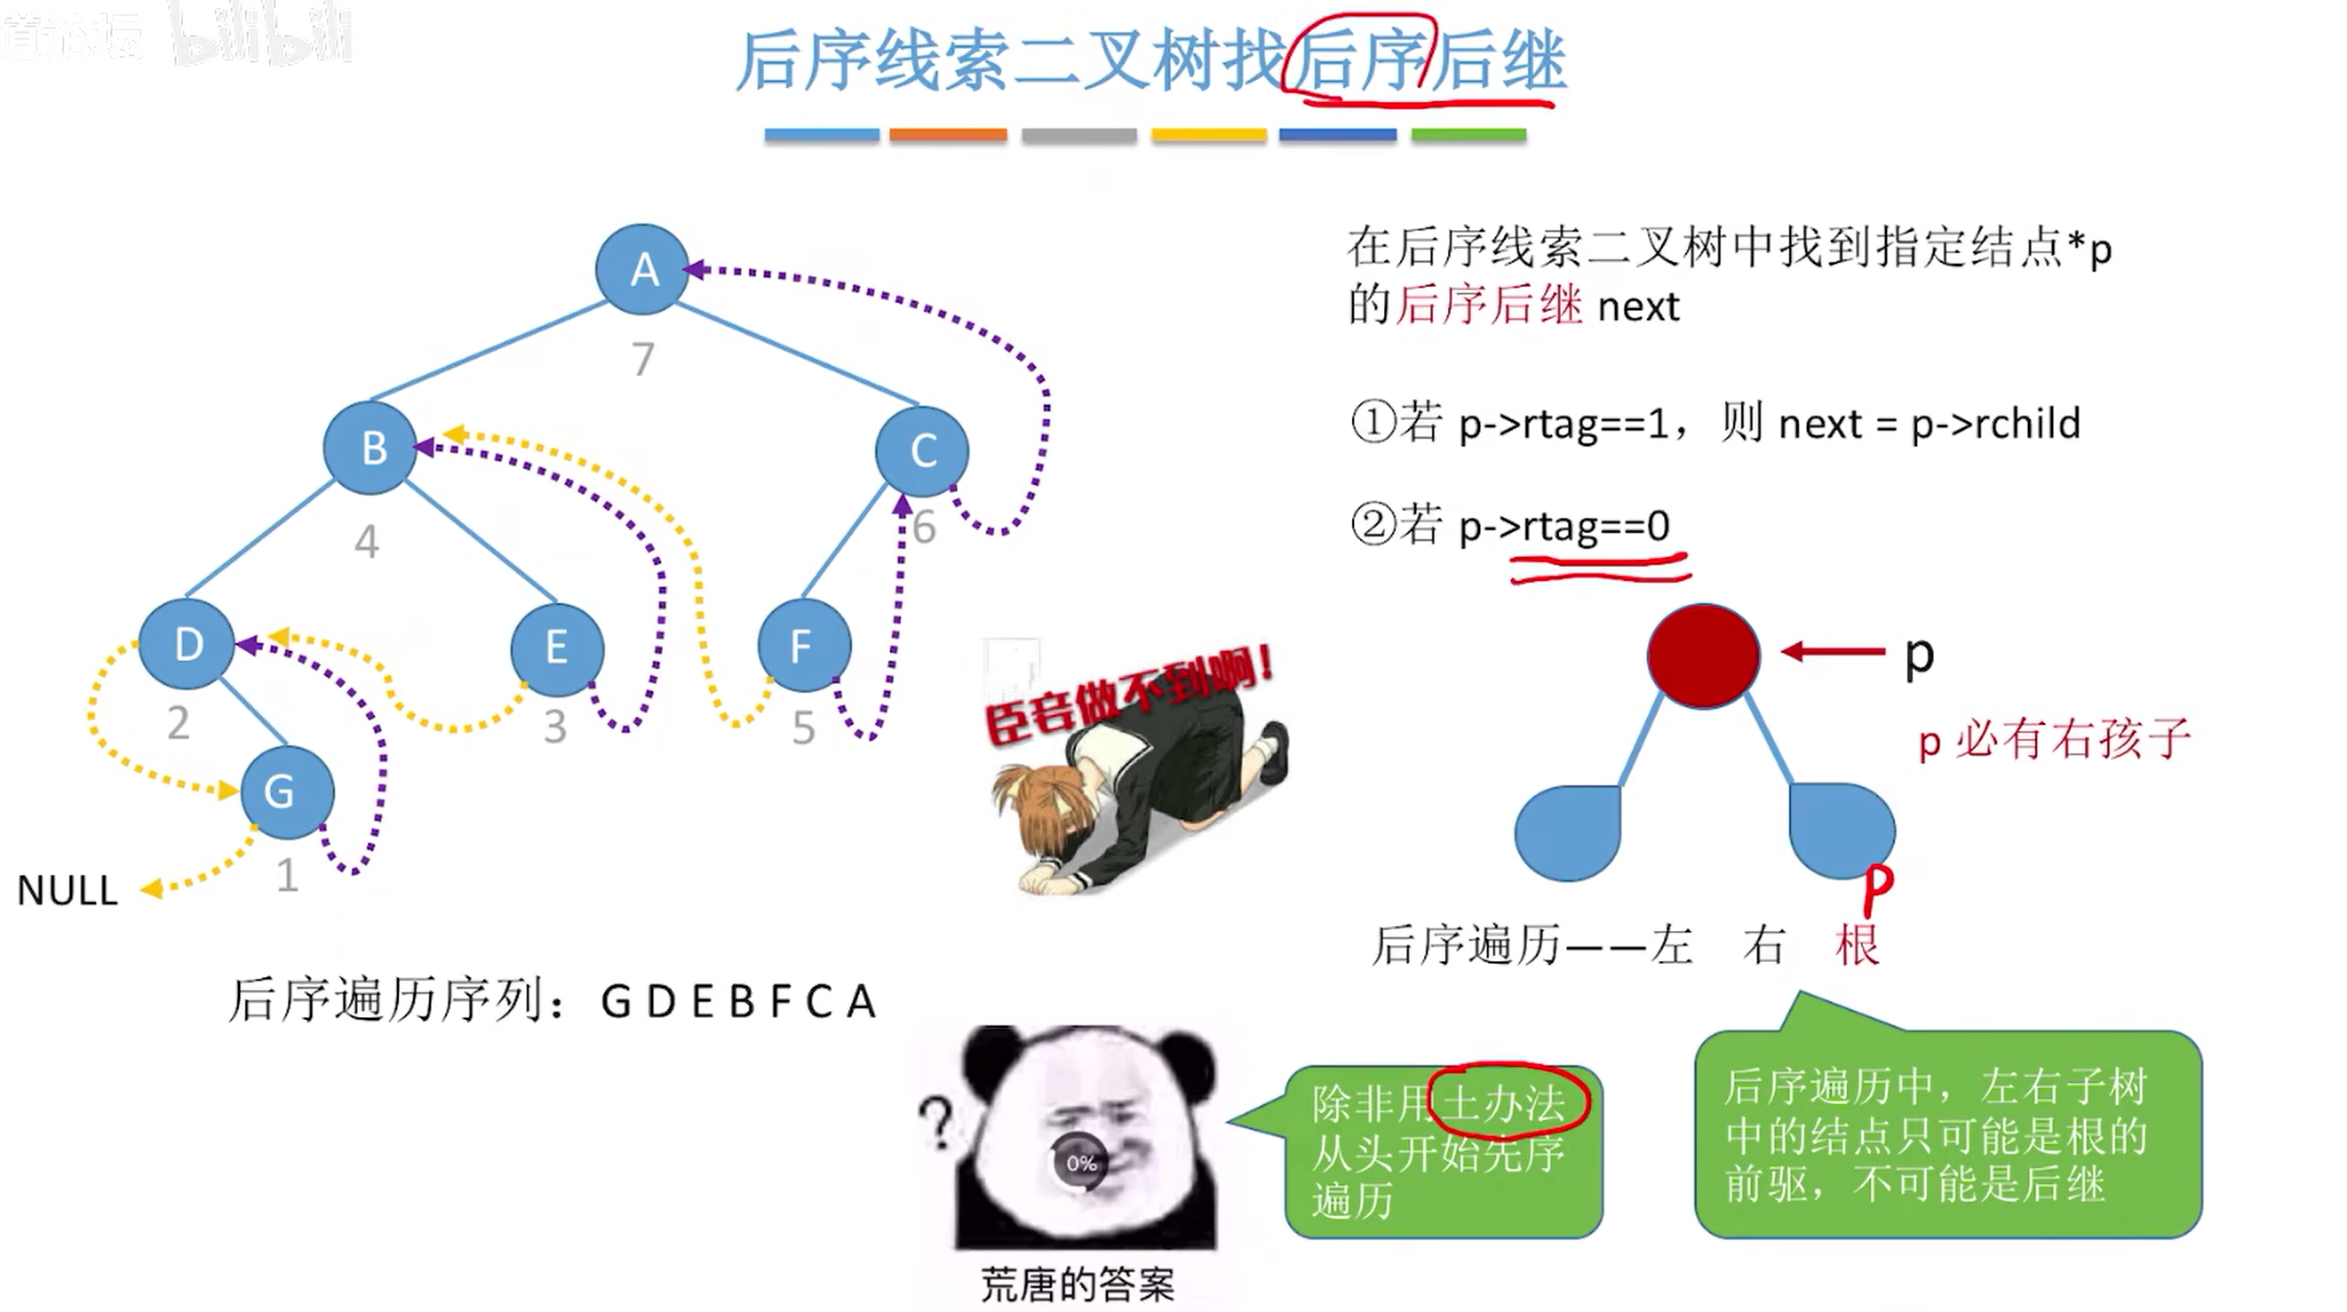 bilibili
后序线索二叉树找后序后继
A
7
B
C
4
6
D
E
F
2
3
5
G
1
NULL
后序遍历序列：G D E B F C A
在后序线索二叉树中找到指定结点*p
的后序后继 next
①若 p->rtag==1，则 next = p->rchild
②若 p->rtag==0
p
p 必有右孩子
P
后序遍历——左 右 根
后序遍历中，左右子树
中的结点只可能是根的
前驱，不可能是后继
臣妾做不到啊！
?
0%
荒唐的答案
除非用土办法
从头开始先序
遍历